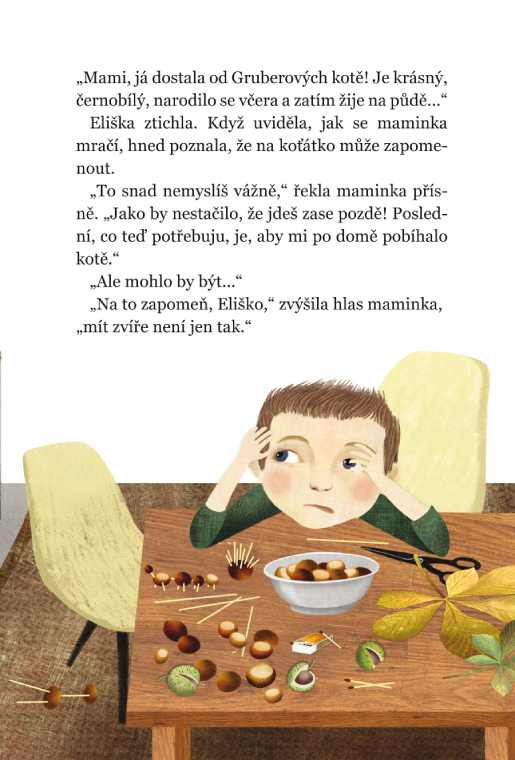 „Mami, já dostala od Gruberových kotě! Je krásný,
černobílý, narodilo se včera a zatím žije na půdě...“
Eliška ztichla. Když uviděla, jak se maminka
mračí, hned poznala, že na koťátko může zapome-
nout.
„To snad nemyslíš vážně,“ řekla maminka přís-
ně. „Jako by nestačilo, že jdeš zase pozdě! Posled-
ní, co teď potřebuju, je, aby mi po domě pobíhalo
kotě.“
„Ale mohlo by být...“
„Na to zapomeň, Eliško,“ zvýšila hlas maminka,
„mít zvíře není jen tak.“